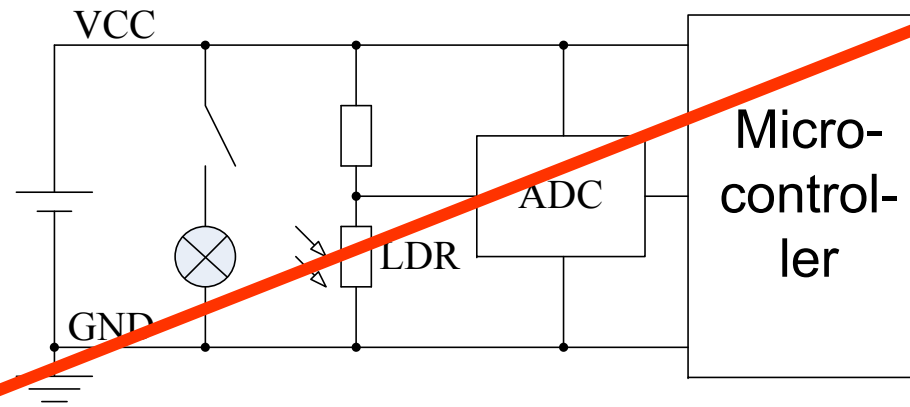 VCC
Micro-
control-
ler
ADC
LDR
GND